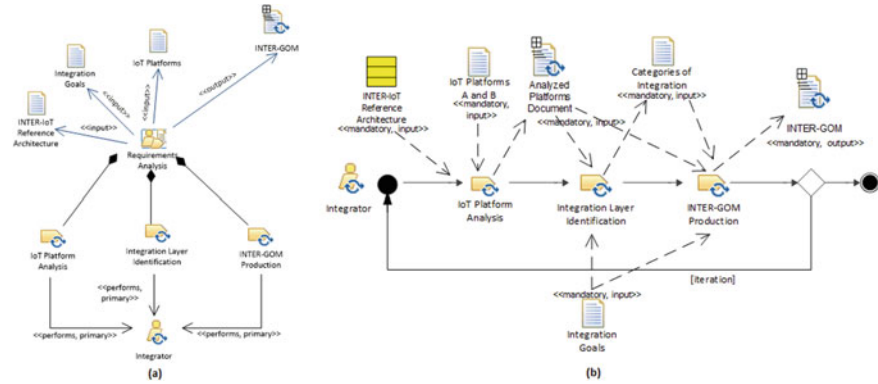 INTER-GOM
Integration
Goals
IoT Platforms
<<output>>
<<input>>
<<input>>
INTER-IoT
Reference
Architecture
<<input>>
Requirements
Analysis
IoT Platform
Analysis
Integration Layer
Identification
INTER-GOM
Production
<<performs,
primary>>
<<performs, primary>>
<<performs, primary>>
Integrator
(a)
INTER-IoT
Reference
Architecture
<<mandatory, input>>
IoT Platforms
A and B
<<mandatory,
input>>
Analyzed
Platforms
Document
<<mandatory, input>>
Categories of
Integration
<<mandatory, input>>
INTER-GOM
<<mandatory, output>>
Integrator
IoT Platform
Analysis
Integration Layer
Identification
INTER-GOM
Production
[iteration]
<<mandatory, input>>
Integration
Goals
(b)